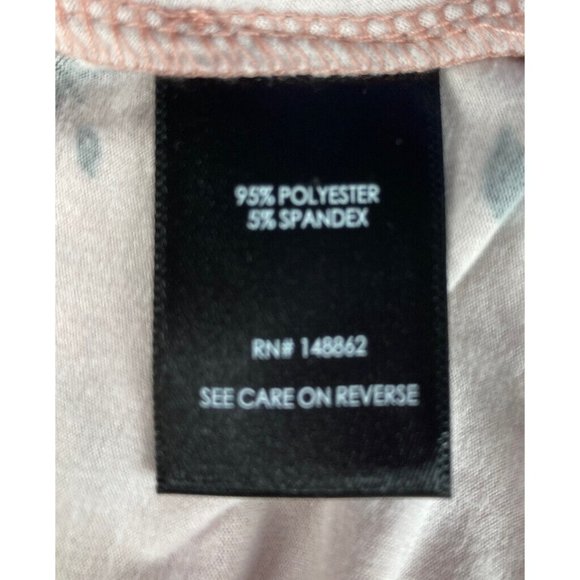 95% POLYESTER
5% SPANDEX
RN# 148862
SEE CARE ON REVERSE